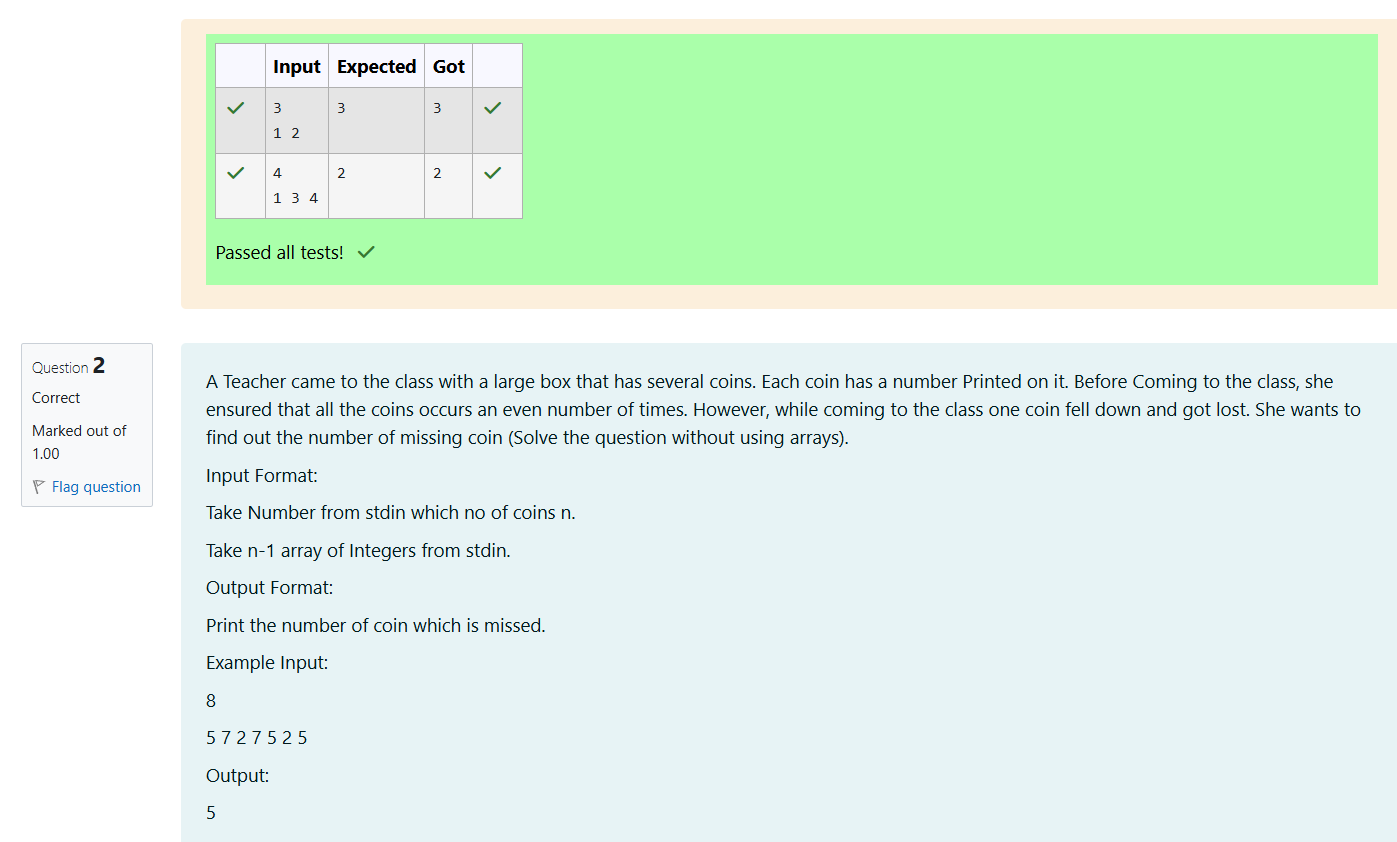 Input Expected Got
3 3 3
1 2
4 2 2
1 3 4
Passed all tests!
Question 2
Correct
Marked out of
1.00
Flag question
A Teacher came to the class with a large box that has several coins. Each coin has a number Printed on it. Before Coming to the class, she
ensured that all the coins occurs an even number of times. However, while coming to the class one coin fell down and got lost. She wants to
find out the number of missing coin (Solve the question without using arrays).
Input Format:
Take Number from stdin which no of coins n.
Take n-1 array of Integers from stdin.
Output Format:
Print the number of coin which is missed.
Example Input:
8
5 7 2 7 5 2 5
Output:
5